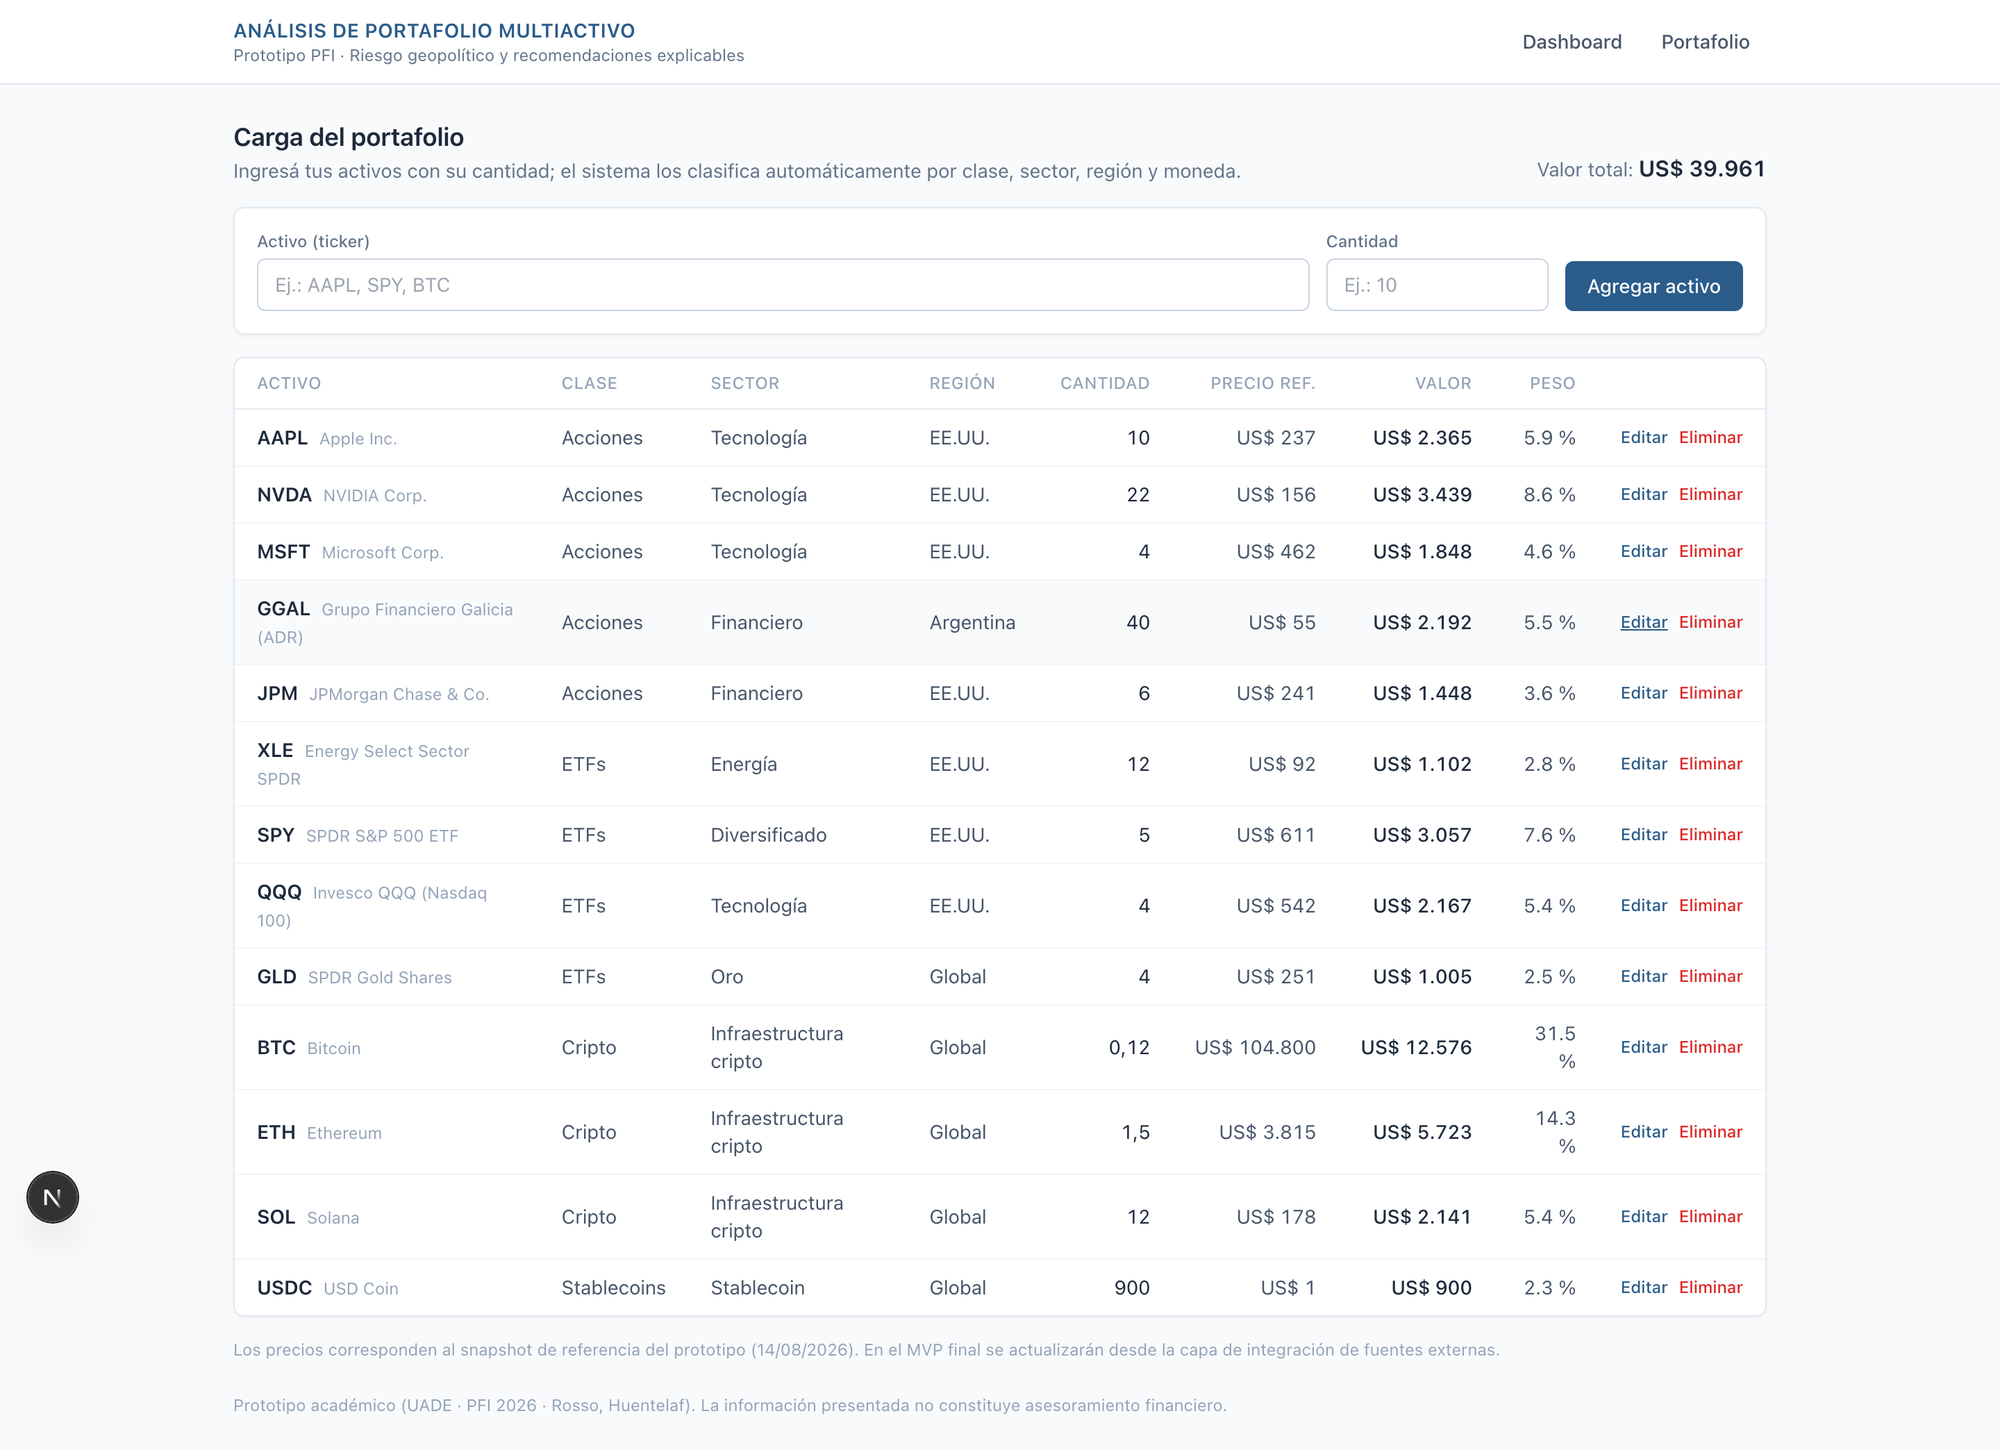 ANÁLISIS DE PORTAFOLIO MULTIACTIVO
Prototipo PFI · Riesgo geopolítico y recomendaciones explicables
Dashboard Portafolio
Carga del portafolio
Ingresá tus activos con su cantidad; el sistema los clasifica automáticamente por clase, sector, región y moneda.
Valor total: US$ 39.961
Activo (ticker) Cantidad
Ej.: AAPL, SPY, BTC Ej.: 10 Agregar activo
ACTIVO CLASE SECTOR REGIÓN CANTIDAD PRECIO REF. VALOR PESO
AAPL Apple Inc. Acciones Tecnología EE.UU. 10 US$ 237 US$ 2.365 5.9 % Editar Eliminar
NVDA NVIDIA Corp. Acciones Tecnología EE.UU. 22 US$ 156 US$ 3.439 8.6 % Editar Eliminar
MSFT Microsoft Corp. Acciones Tecnología EE.UU. 4 US$ 462 US$ 1.848 4.6 % Editar Eliminar
GGAL Grupo Financiero Galicia
(ADR) Acciones Financiero Argentina 40 US$ 55 US$ 2.192 5.5 % Editar Eliminar
JPM JPMorgan Chase & Co. Acciones Financiero EE.UU. 6 US$ 241 US$ 1.448 3.6 % Editar Eliminar
XLE Energy Select Sector
SPDR ETFs Energía EE.UU. 12 US$ 92 US$ 1.102 2.8 % Editar Eliminar
SPY SPDR S&P 500 ETF ETFs Diversificado EE.UU. 5 US$ 611 US$ 3.057 7.6 % Editar Eliminar
QQQ Invesco QQQ (Nasdaq
100) ETFs Tecnología EE.UU. 4 US$ 542 US$ 2.167 5.4 % Editar Eliminar
GLD SPDR Gold Shares ETFs Oro Global 4 US$ 251 US$ 1.005 2.5 % Editar Eliminar
BTC Bitcoin Cripto Infraestructura
cripto Global 0,12 US$ 104.800 US$ 12.576 31.5
% Editar Eliminar
ETH Ethereum Cripto Infraestructura
cripto Global 1,5 US$ 3.815 US$ 5.723 14.3
% Editar Eliminar
SOL Solana Cripto Infraestructura
cripto Global 12 US$ 178 US$ 2.141 5.4 % Editar Eliminar
USDC USD Coin Stablecoins Stablecoin Global 900 US$ 1 US$ 900 2.3 % Editar Eliminar
N
Los precios corresponden al snapshot de referencia del prototipo (14/08/2026). En el MVP final se actualizarán desde la capa de integración de fuentes externas.
Prototipo académico (UADE · PFI 2026 · Rosso, Huentelaf). La información presentada no constituye asesoramiento financiero.